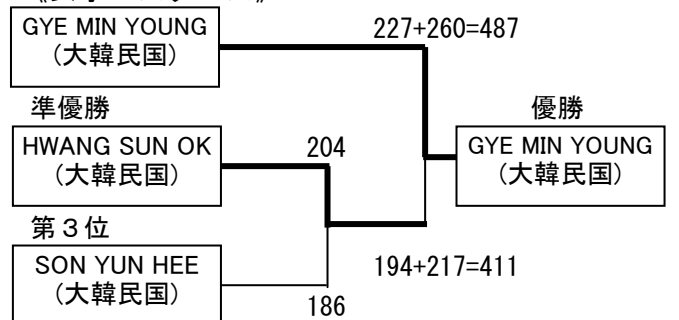 GYE MIN YOUNG
(大韓民国)
227+260=487
準優勝
優勝
HWANG SUN OK
(大韓民国)
204
GYE MIN YOUNG
(大韓民国)
第3位
SON YUN HEE
(大韓民国)
194+217=411
186